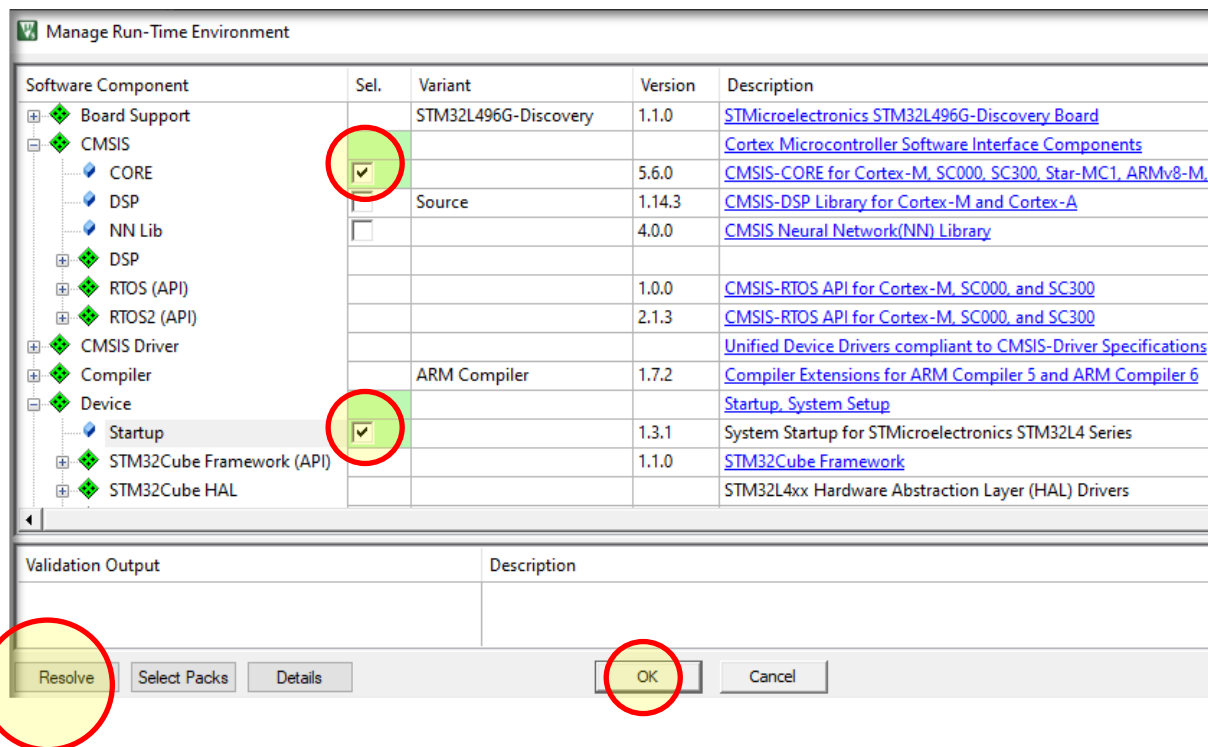 Manage Run-Time Environment
Software Component Sel. Variant Version Description
Board Support STM32L496G-Discovery 1.1.0 STMicroelectronics STM32L496G-Discovery Board
CMSIS Cortex Microcontroller Software Interface Components
CORE 5.6.0 CMSIS-CORE for Cortex-M, SC000, SC300, Star-MC1, ARMv8-M,
DSP Source 1.14.3 CMSIS-DSP Library for Cortex-M and Cortex-A
NN Lib 4.0.0 CMSIS Neural Network(NN) Library
DSP
RTOS (API) 1.0.0 CMSIS-RTOS API for Cortex-M, SC000, and SC300
RTOS2 (API) 2.1.3 CMSIS-RTOS API for Cortex-M, SC000, and SC300
CMSIS Driver Unified Device Drivers compliant to CMSIS-Driver Specifications
Compiler ARM Compiler 1.7.2 Compiler Extensions for ARM Compiler 5 and ARM Compiler 6
Device Startup, System Setup
Startup 1.3.1 System Startup for STMicroelectronics STM32L4 Series
STM32Cube Framework (API) 1.1.0 STM32Cube Framework
STM32Cube HAL STM32L4xx Hardware Abstraction Layer (HAL) Drivers
Validation Output Description
Resolve Select Packs Details OK Cancel